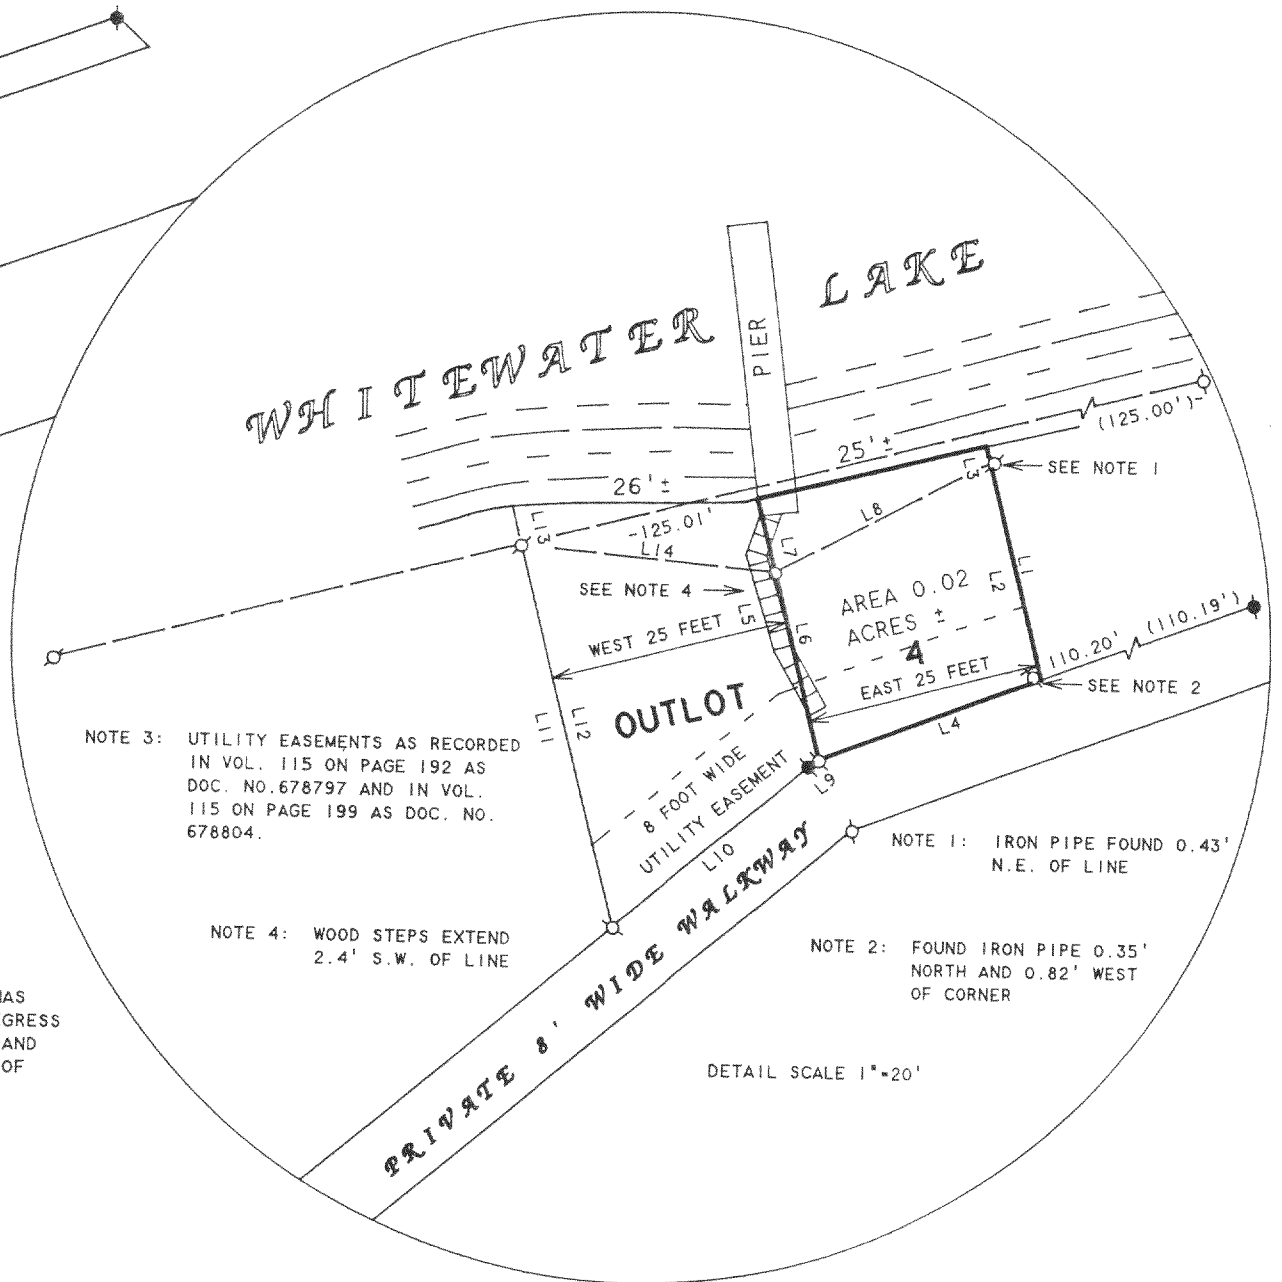 WHITEWATER LAKE
PIER
(125.00')
25'±
26'±
SEE NOTE 1
L3
L13
-125.01'
L14
L8
L7
SEE NOTE 4
L5
L6
AREA 0.02
ACRES ±
4
L1
L2
WEST 25 FEET
EAST 25 FEET
110.20' (110.19')
SEE NOTE 2
OUTLOT
L4
L11
L12
8 FOOT WIDE
UTILITY EASEMENT
L9
L10
NOTE 3: UTILITY EASEMENTS AS RECORDED
IN VOL. 115 ON PAGE 192 AS
DOC. NO.678797 AND IN VOL.
115 ON PAGE 199 AS DOC. NO.
678804.
NOTE 1: IRON PIPE FOUND 0.43'
N.E. OF LINE
NOTE 4: WOOD STEPS EXTEND
2.4' S.W. OF LINE
NOTE 2: FOUND IRON PIPE 0.35'
NORTH AND 0.82' WEST
OF CORNER
PRIVATE 8' WIDE WALKWAY
DETAIL SCALE 1"=20'
AND
OF